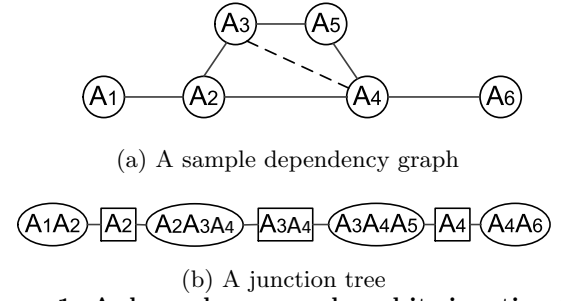 A3 A5
A1 A2 A4 A6
(a) A sample dependency graph
A1A2 A2 A2A3A4 A3A4 A3A4A5 A4 A4A6
(b) A junction tree